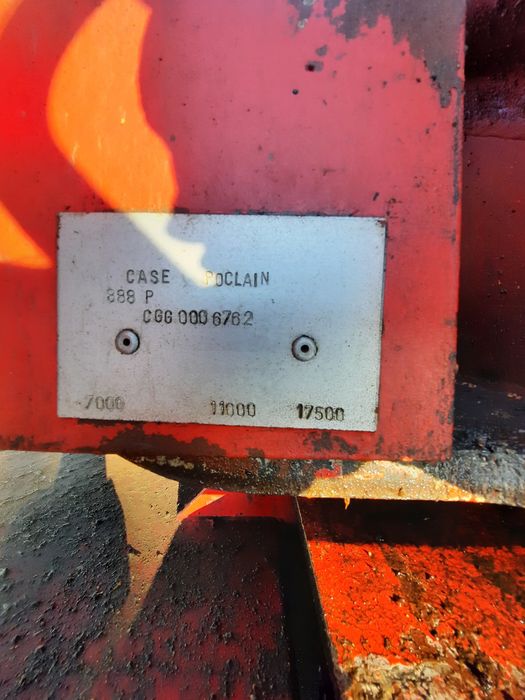 CASE POCLAIN
888 P
CGG 000 6762
7000 11000 17500